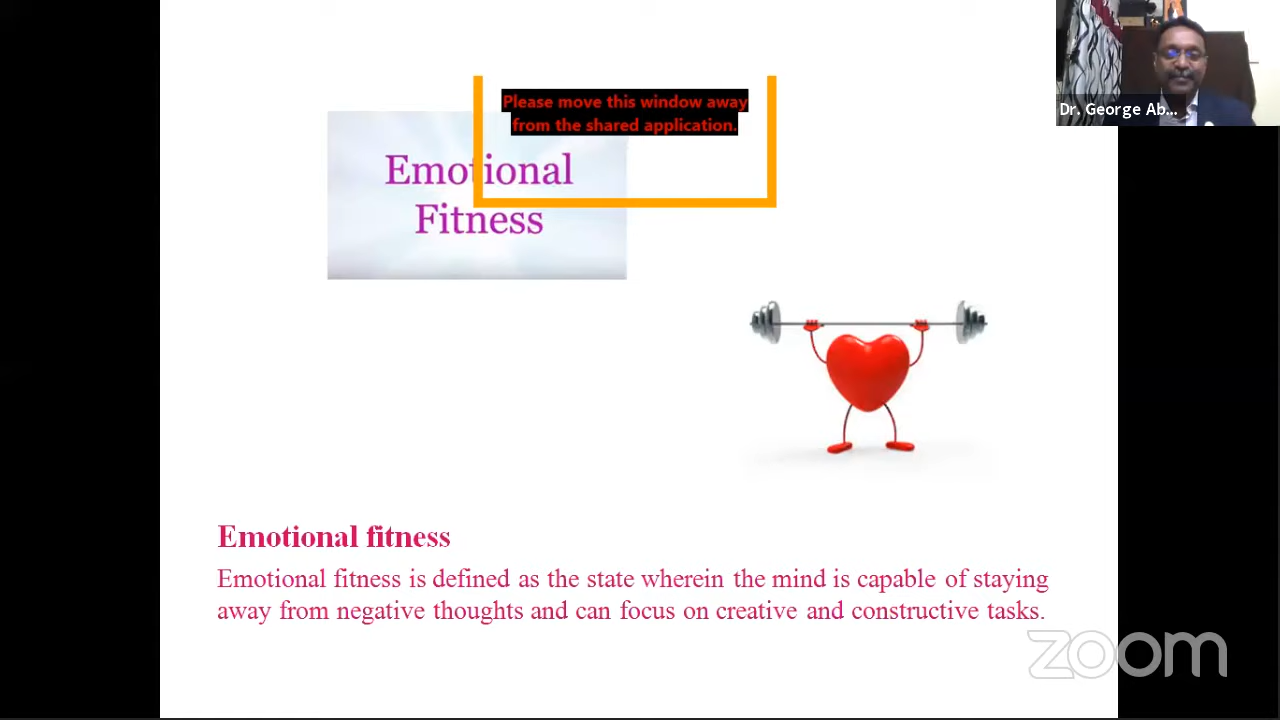 Please move this window away
from the shared application.
Dr. George Ab...
Emotional
Fitness
Emotional fitness
Emotional fitness is defined as the state wherein the mind is capable of staying
away from negative thoughts and can focus on creative and constructive tasks.
zoom